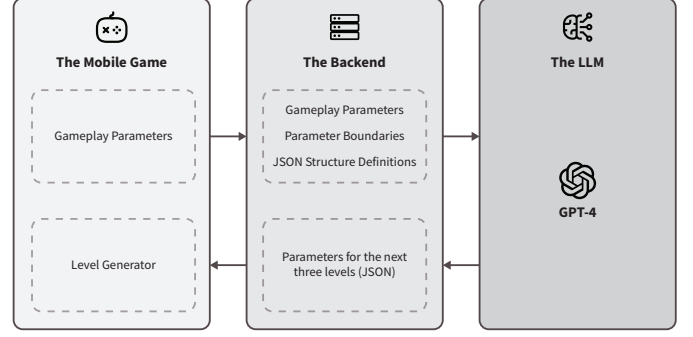 The Mobile Game
Gameplay Parameters
Level Generator
The Backend
Gameplay Parameters
Parameter Boundaries
JSON Structure Definitions
Parameters for the next
three levels (JSON)
The LLM
GPT-4